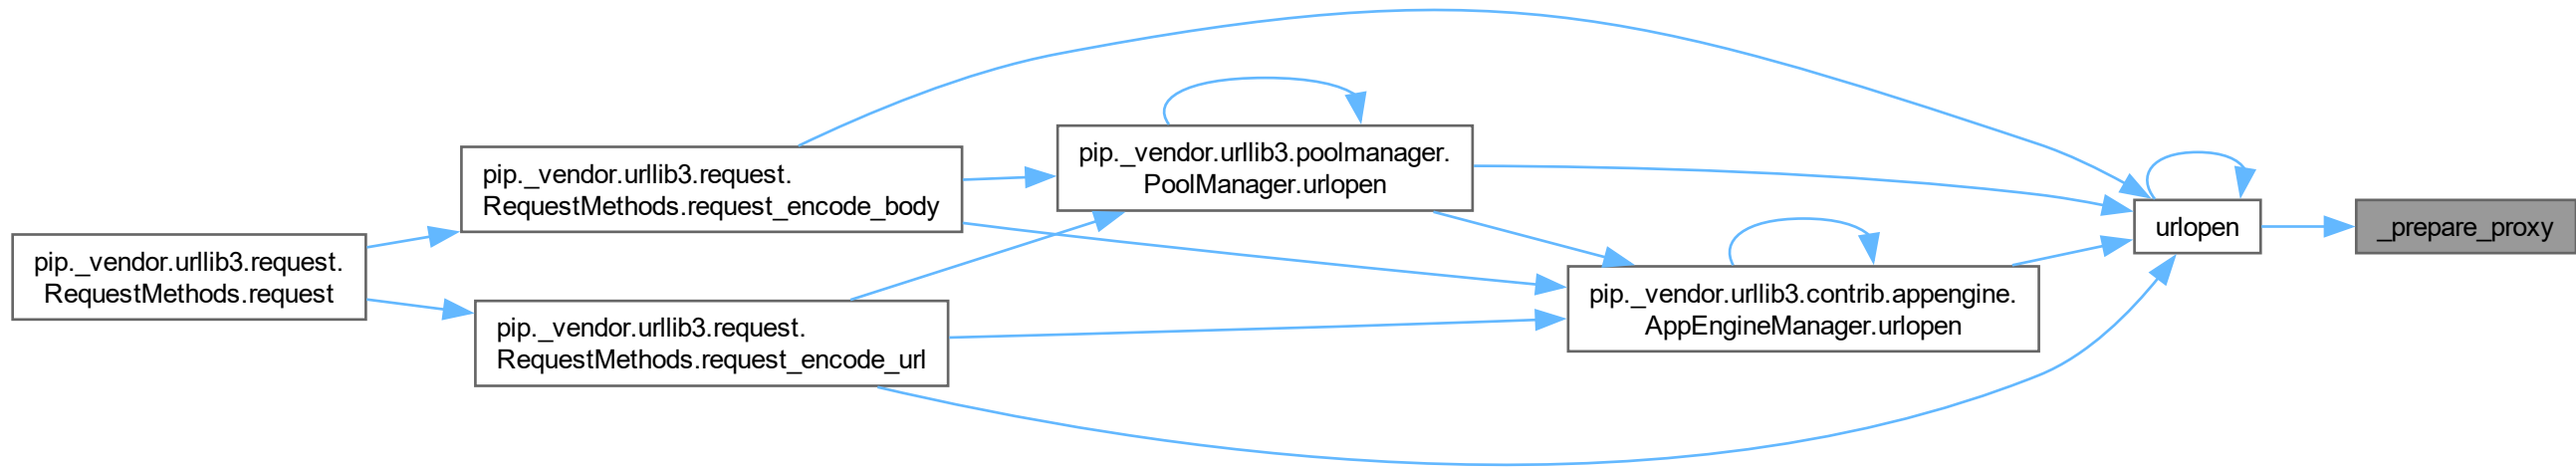 pip._vendor.urllib3.request.
RequestMethods.request
pip._vendor.urllib3.request.
RequestMethods.request_encode_body
pip._vendor.urllib3.request.
RequestMethods.request_encode_url
pip._vendor.urllib3.poolmanager.
PoolManager.urlopen
pip._vendor.urllib3.contrib.appengine.
AppEngineManager.urlopen
urlopen
_prepare_proxy